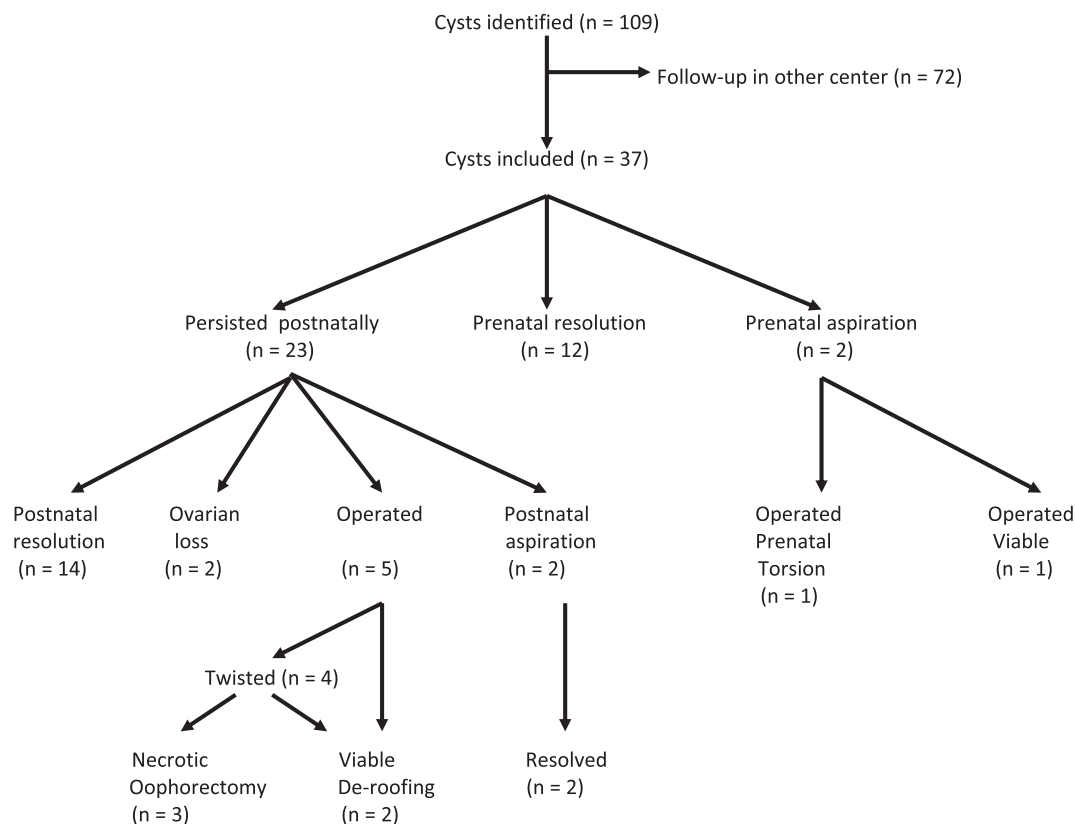 Cysts identified (n = 109)
Follow-up in other center (n = 72)
Cysts included (n = 37)
Persisted postnatally
(n = 23)
Prenatal resolution
(n = 12)
Prenatal aspiration
(n = 2)
Postnatal
resolution
(n = 14)
Ovarian
loss
(n = 2)
Operated
(n = 5)
Postnatal
aspiration
(n = 2)
Operated
Prenatal
Torsion
(n = 1)
Operated
Viable
(n = 1)
Twisted (n = 4)
Necrotic
Oophorectomy
(n = 3)
Viable
De-roofing
(n = 2)
Resolved
(n = 2)